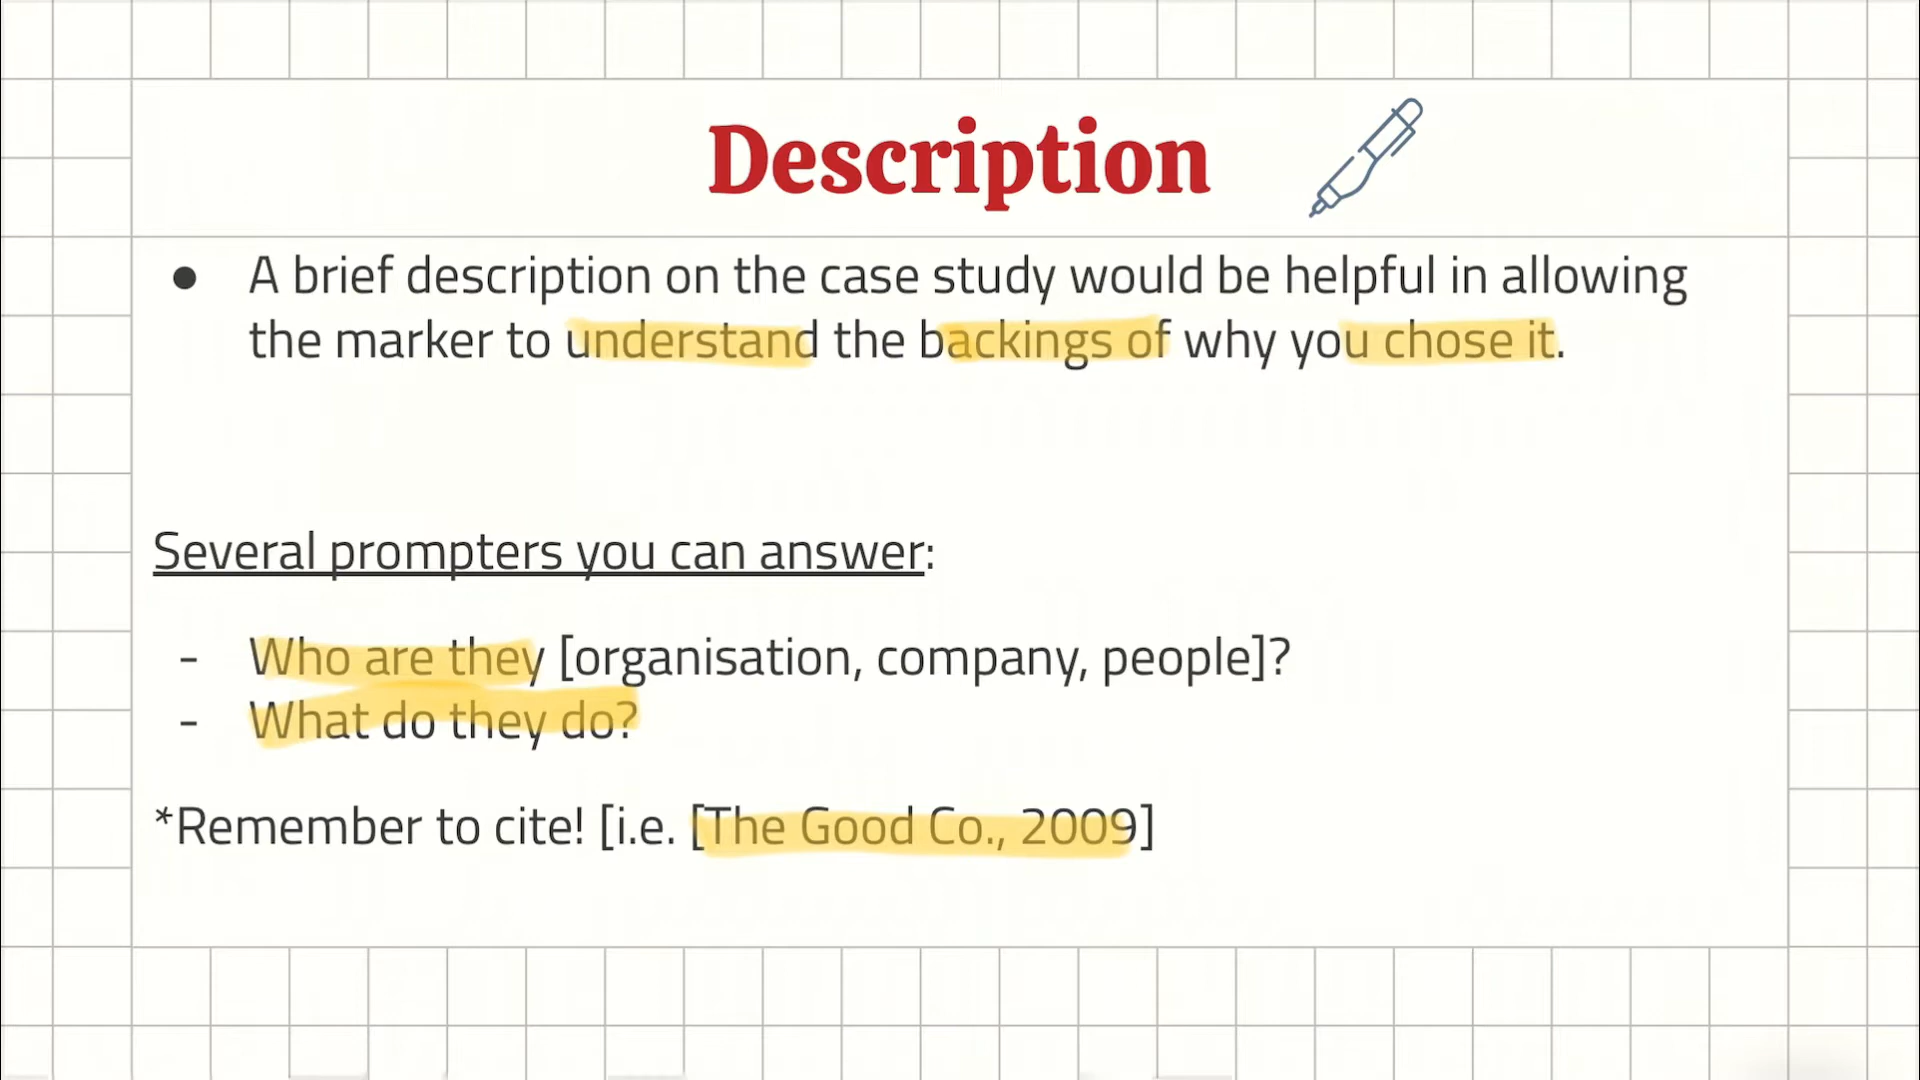 Description
● A brief description on the case study would be helpful in allowing
the marker to understand the backings of why you chose it.
Several prompters you can answer:
- Who are they [organisation, company, people]?
- What do they do?
*Remember to cite! [i.e. [The Good Co., 2009]